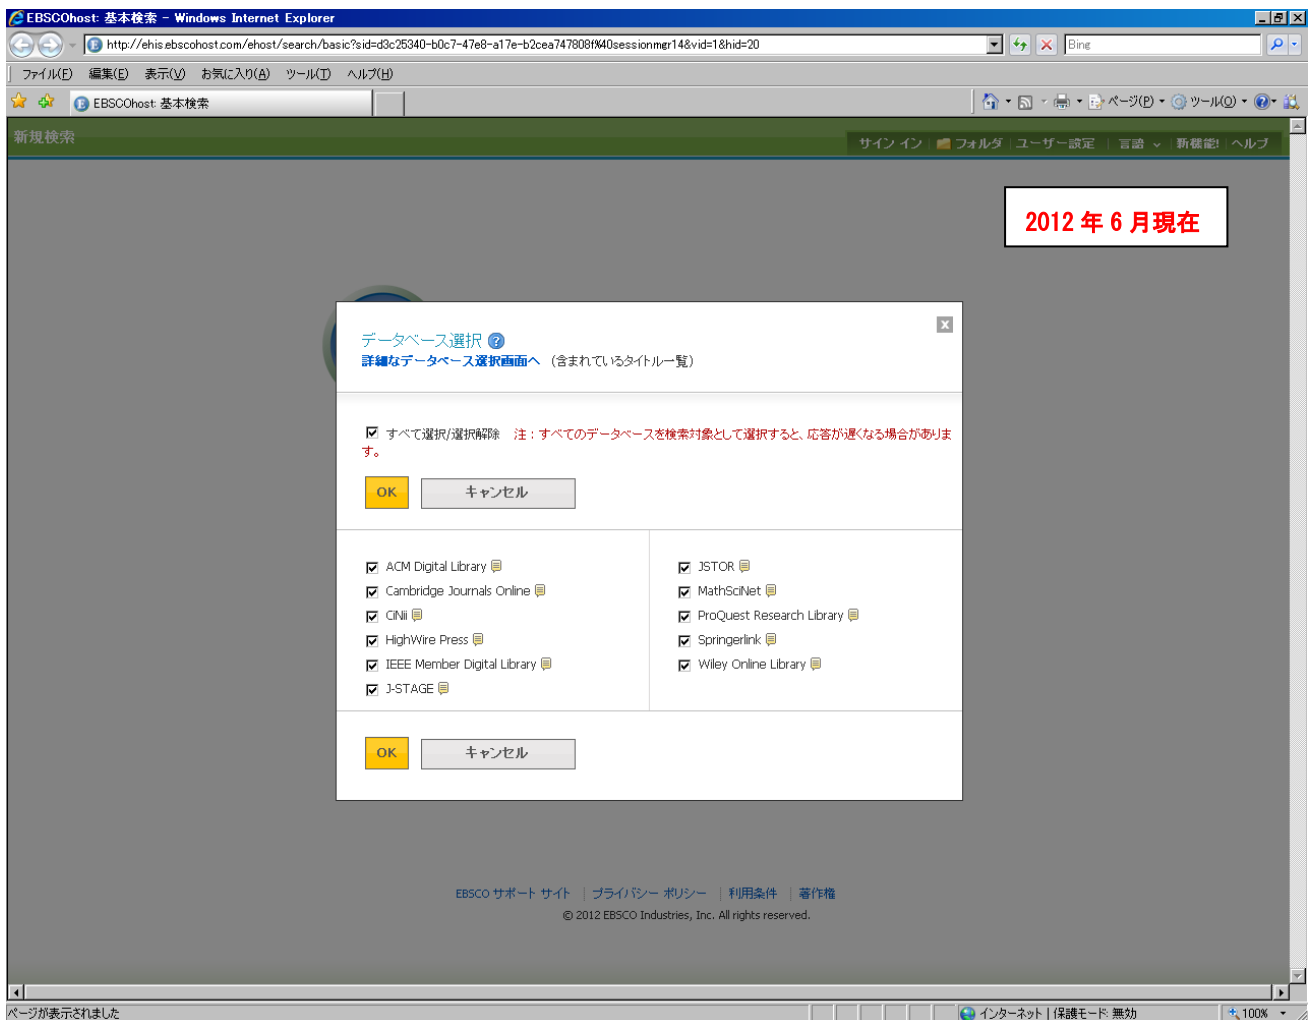 EBSCOhost: 基本検索 - Windows Internet Explorer
http://ehis.ebscohost.com/ehost/search/basic?sid=d3c25340-b0c7-47e8-a17e-b2cea747808f%40sessionmgr14&vid=1&hid=20
Bing
ファイル(F) 編集(E) 表示(V) お気に入り(A) ツール(T) ヘルプ(H)
EBSCOhost: 基本検索
ページ(P) ツール(O)
新規検索
サイン イン フォルダ ユーザー設定 言語 新機能! ヘルプ
2012 年 6 月現在
データベース選択
詳細なデータベース選択画面へ (含まれているタイトル一覧)
すべて選択/選択解除 注：すべてのデータベースを検索対象として選択すると、応答が遅くなる場合がありま
す。
OK キャンセル
ACM Digital Library
Cambridge Journals Online
CiNii
HighWire Press
IEEE Member Digital Library
J-STAGE
JSTOR
MathSciNet
ProQuest Research Library
Springerlink
Wiley Online Library
OK キャンセル
EBSCO サポート サイト | プライバシー ポリシー | 利用条件 | 著作権
© 2012 EBSCO Industries, Inc. All rights reserved.
ページが表示されました
インターネット | 保護モード: 無効
100%